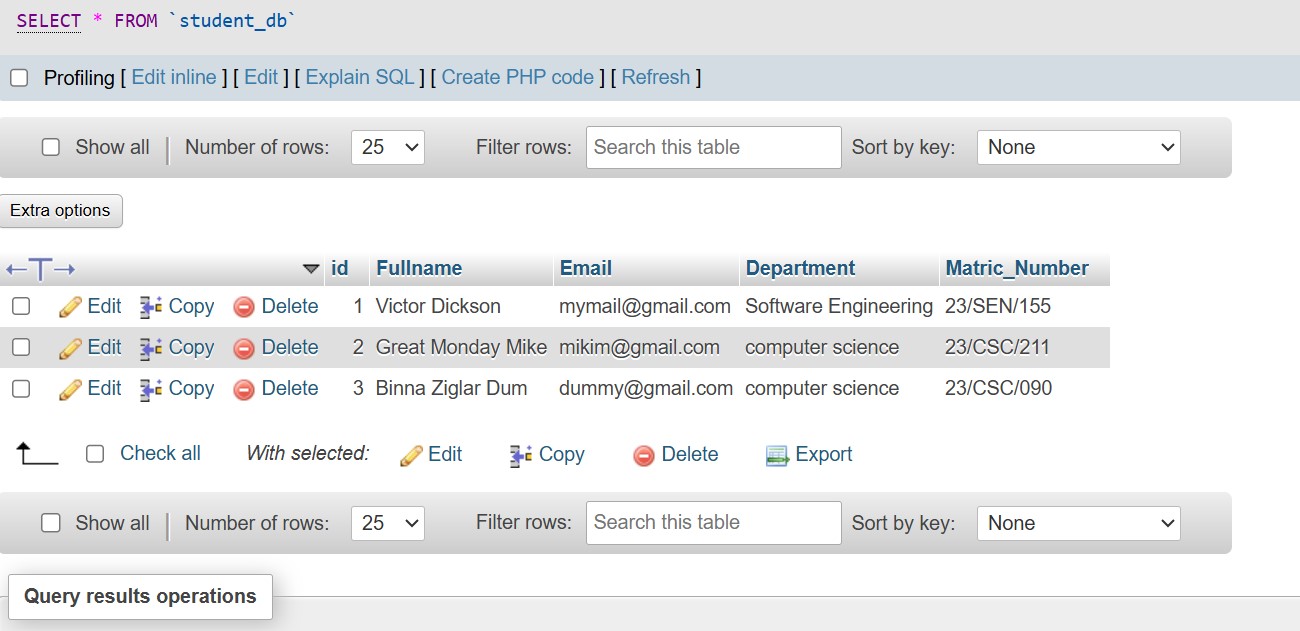 SELECT * FROM `student_db`
Profiling [ Edit inline ] [ Edit ] [ Explain SQL ] [ Create PHP code ] [ Refresh ]
Show all | Number of rows: 25 Filter rows: Search this table Sort by key: None
Extra options
←T→ id Fullname Email Department Matric_Number
Edit Copy Delete 1 Victor Dickson mymail@gmail.com Software Engineering 23/SEN/155
Edit Copy Delete 2 Great Monday Mike mikim@gmail.com computer science 23/CSC/211
Edit Copy Delete 3 Binna Ziglar Dum dummy@gmail.com computer science 23/CSC/090
Check all With selected: Edit Copy Delete Export
Show all | Number of rows: 25 Filter rows: Search this table Sort by key: None
Query results operations